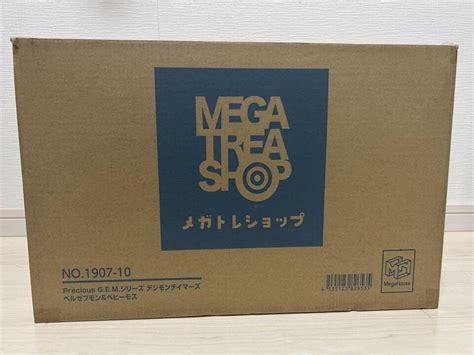 MEGA
TREA
SHOP
メガトレショップ
NO.1907-10
Precious G.E.M.シリーズ デジモンテイマーズ
ベルゼブモン&ベヒーモス
MegaHouse